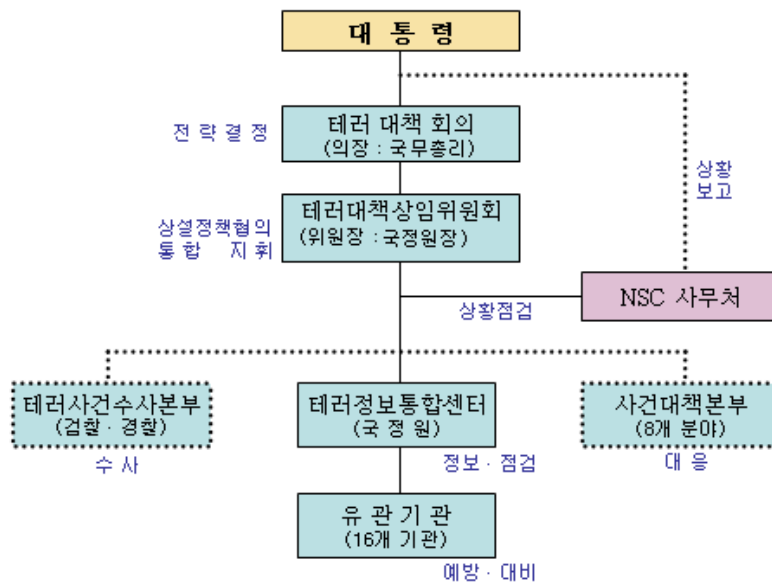 대 통 령
테러 대책 회의
(의장 : 국무총리)
전 략 결 정
상황
보고
테러대책상임위원회
(위원장 : 국정원장)
상설정책협의
통합 지휘
NSC 사무처
상황점검
테러사건수사본부
(검찰 · 경찰)
수 사
테러정보통합센터
(국 정 원)
정보 · 점검
사건대책본부
(8개 분야)
대 응
유 관 기 관
(16개 기관)
예방 · 대비